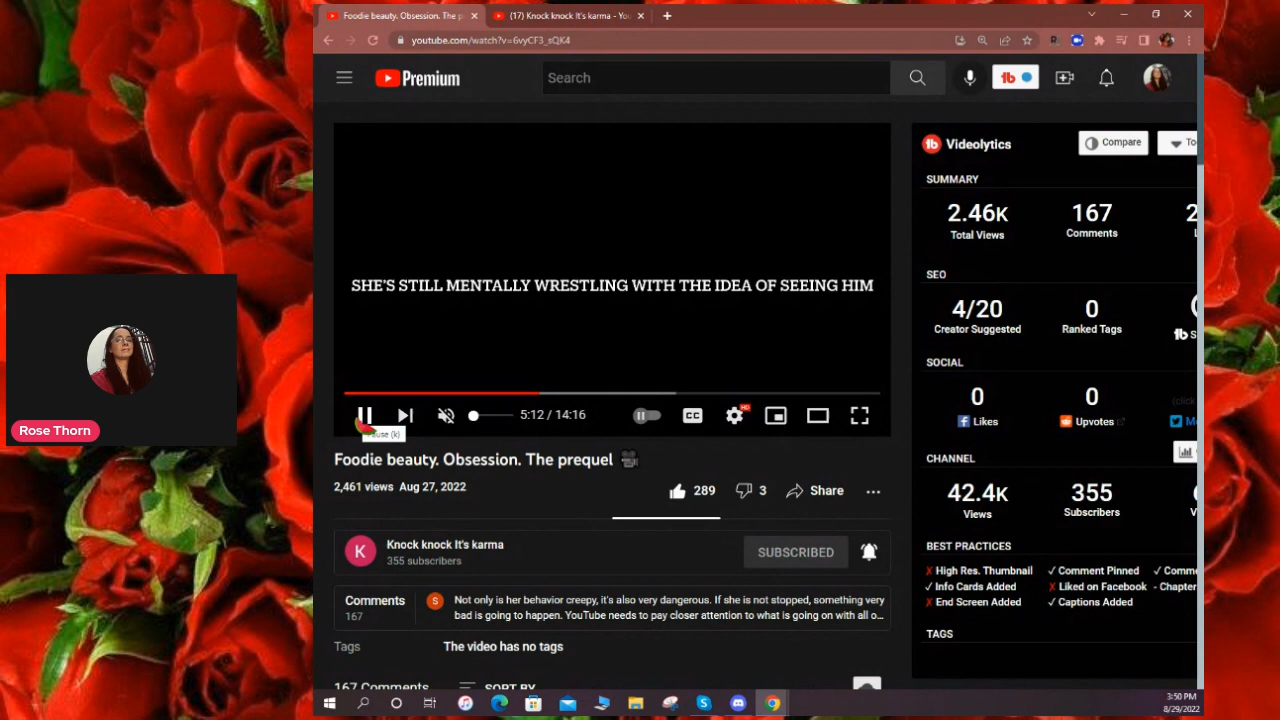 Foodie beauty. Obsession. The p
(17) Knock knock It's karma - You
youtube.com/watch?v=6vyCF3_sQK4
Premium
Search
Videolytics
Compare
To
SUMMARY
2.46K
167
2
Total Views
Comments
SHE'S STILL MENTALLY WRESTLING WITH THE IDEA OF SEEING HIM
SEO
4/20
0
Creator Suggested
Ranked Tags
SOCIAL
0
0
Likes
Upvotes
(click
5:12 / 14:16
CC
HD
Pause (k)
Rose Thorn
Foodie beauty. Obsession. The prequel
CHANNEL
2,461 views Aug 27, 2022
289
3
Share
42.4K
355
Views
Subscribers
K
Knock knock It's karma
355 subscribers
SUBSCRIBED
BEST PRACTICES
✗ High Res. Thumbnail
✓ Comment Pinned
✓ Comme
✓ Info Cards Added
✗ Liked on Facebook
- Chapter
✗ End Screen Added
✓ Captions Added
Comments
167
S
Not only is her behavior creepy, it's also very dangerous. If she is not stopped, something very
bad is going to happen. YouTube needs to pay closer attention to what is going on with all o...
TAGS
Tags
The video has no tags
167 Comments
SORT BY
3:50 PM
8/29/2022